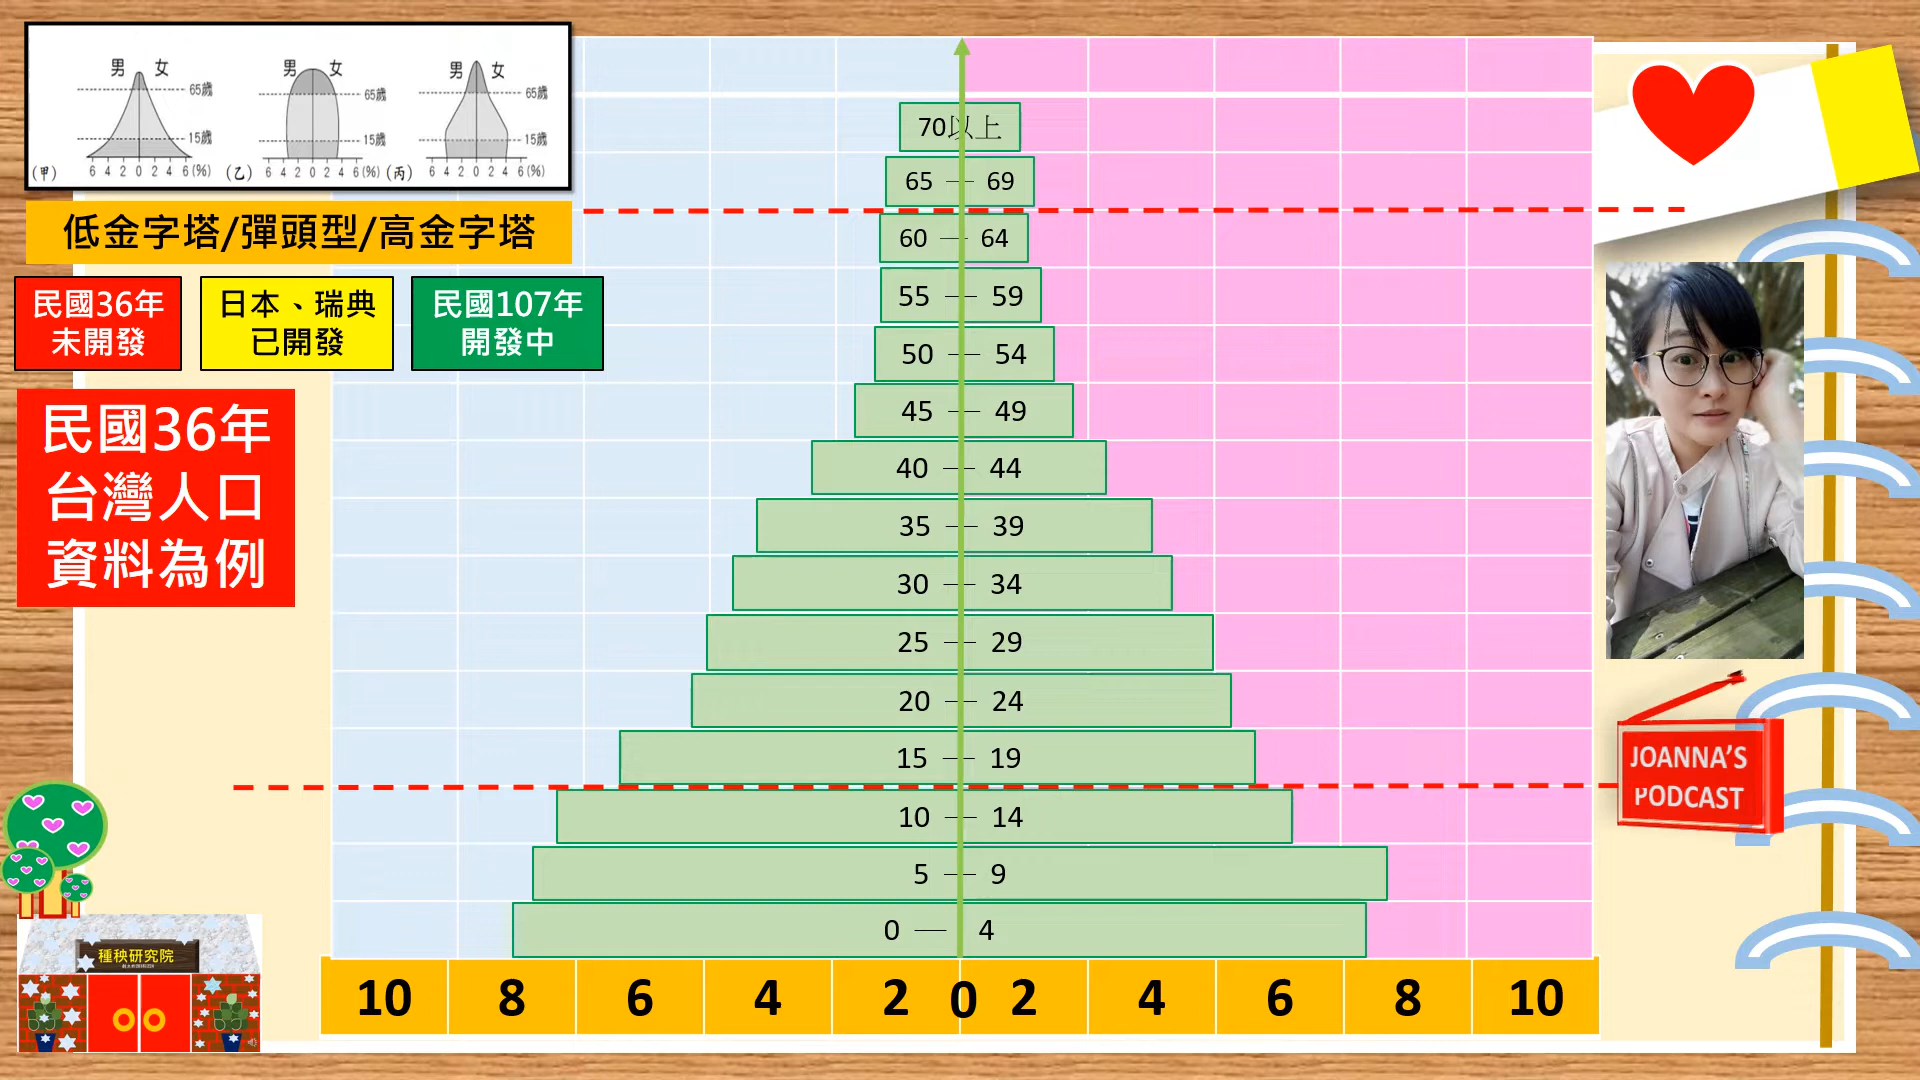 男 女
65歲
15歲
6 4 2 0 2 4 6(%)
(甲)
男 女
65歲
15歲
6 4 2 0 2 4 6(%)
(乙)
男 女
65歲
15歲
6 4 2 0 2 4 6(%)
(丙)
低金字塔/彈頭型/高金字塔
民國36年
未開發
日本、瑞典
已開發
民國107年
開發中
民國36年
台灣人口
資料為例
70以上
65 — 69
60 — 64
55 — 59
50 — 54
45 — 49
40 — 44
35 — 39
30 — 34
25 — 29
20 — 24
15 — 19
10 — 14
5 — 9
0 — 4
10 8 6 4 2 0 2 4 6 8 10
JOANNA'S
PODCAST
種秧研究院